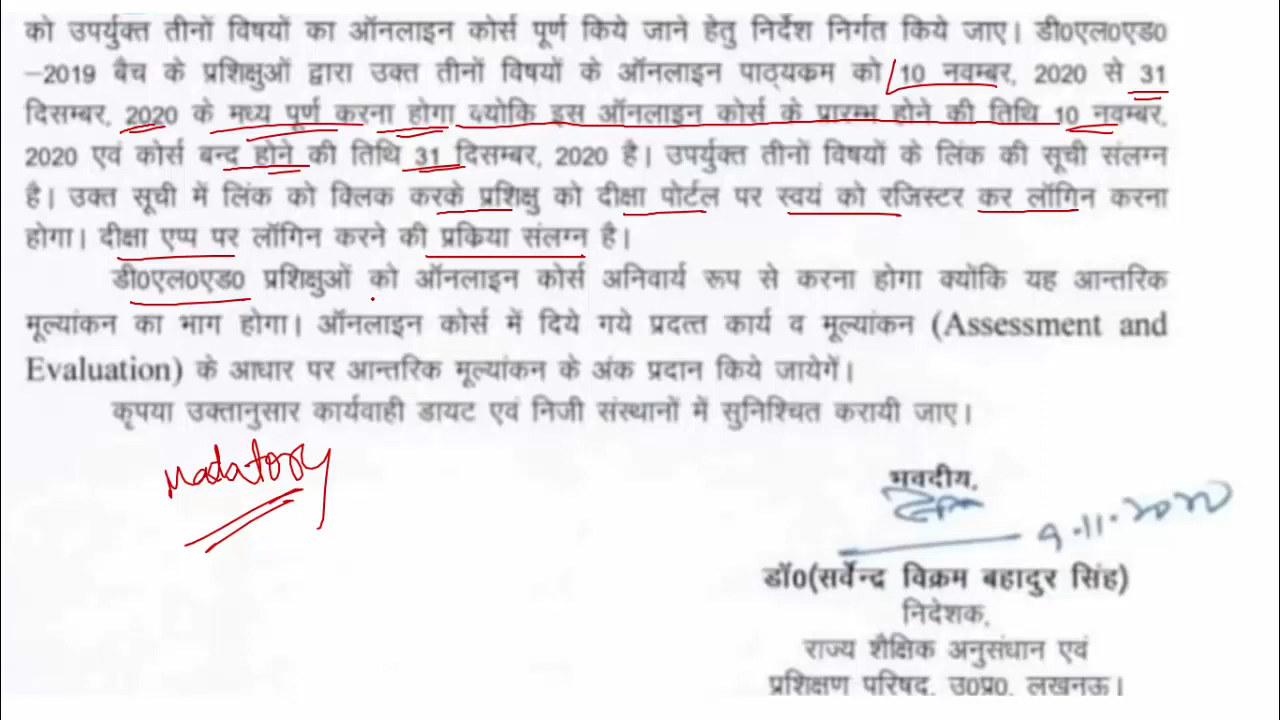 को उपर्युक्त तीनों विषयों का ऑनलाइन कोर्स पूर्ण किये जाने हेतु निर्देश निर्गत किये जाए। डी0एल0एड0
–2019 बैच के प्रशिक्षुओं द्वारा उक्त तीनों विषयों के ऑनलाइन पाठ्यकम को 10 नवम्बर, 2020 से 31
दिसम्बर, 2020 के मध्य पूर्ण करना होगा क्योकि इस ऑनलाइन कोर्स के प्रारम्भ होने की तिथि 10 नवम्बर,
2020 एवं कोर्स बन्द होने की तिथि 31 दिसम्बर, 2020 है। उपर्युक्त तीनों विषयों के लिंक की सूची संलग्न
है। उक्त सूची में लिंक को क्लिक करके प्रशिक्षु को दीक्षा पोर्टल पर स्वयं को रजिस्टर कर लॉगिन करना
होगा। दीक्षा एप्प पर लॉगिन करने की प्रकिया संलग्न है।
डी0एल0एड0 प्रशिक्षुओं को ऑनलाइन कोर्स अनिवार्य रूप से करना होगा क्योंकि यह आन्तरिक
मूल्यांकन का भाग होगा। ऑनलाइन कोर्स में दिये गये प्रदत्त कार्य व मूल्यांकन (Assessment and
Evaluation) के आधार पर आन्तरिक मूल्यांकन के अंक प्रदान किये जायेगें।
कृपया उक्तानुसार कार्यवाही डायट एवं निजी संस्थानों में सुनिश्चित करायी जाए।
Madatory
भवदीय,
9.11.2020
डॉ0(सर्वेन्द्र विक्रम बहादुर सिंह)
निदेशक,
राज्य शैक्षिक अनुसंधान एवं
प्रशिक्षण परिषद, उ0प्र0, लखनऊ।